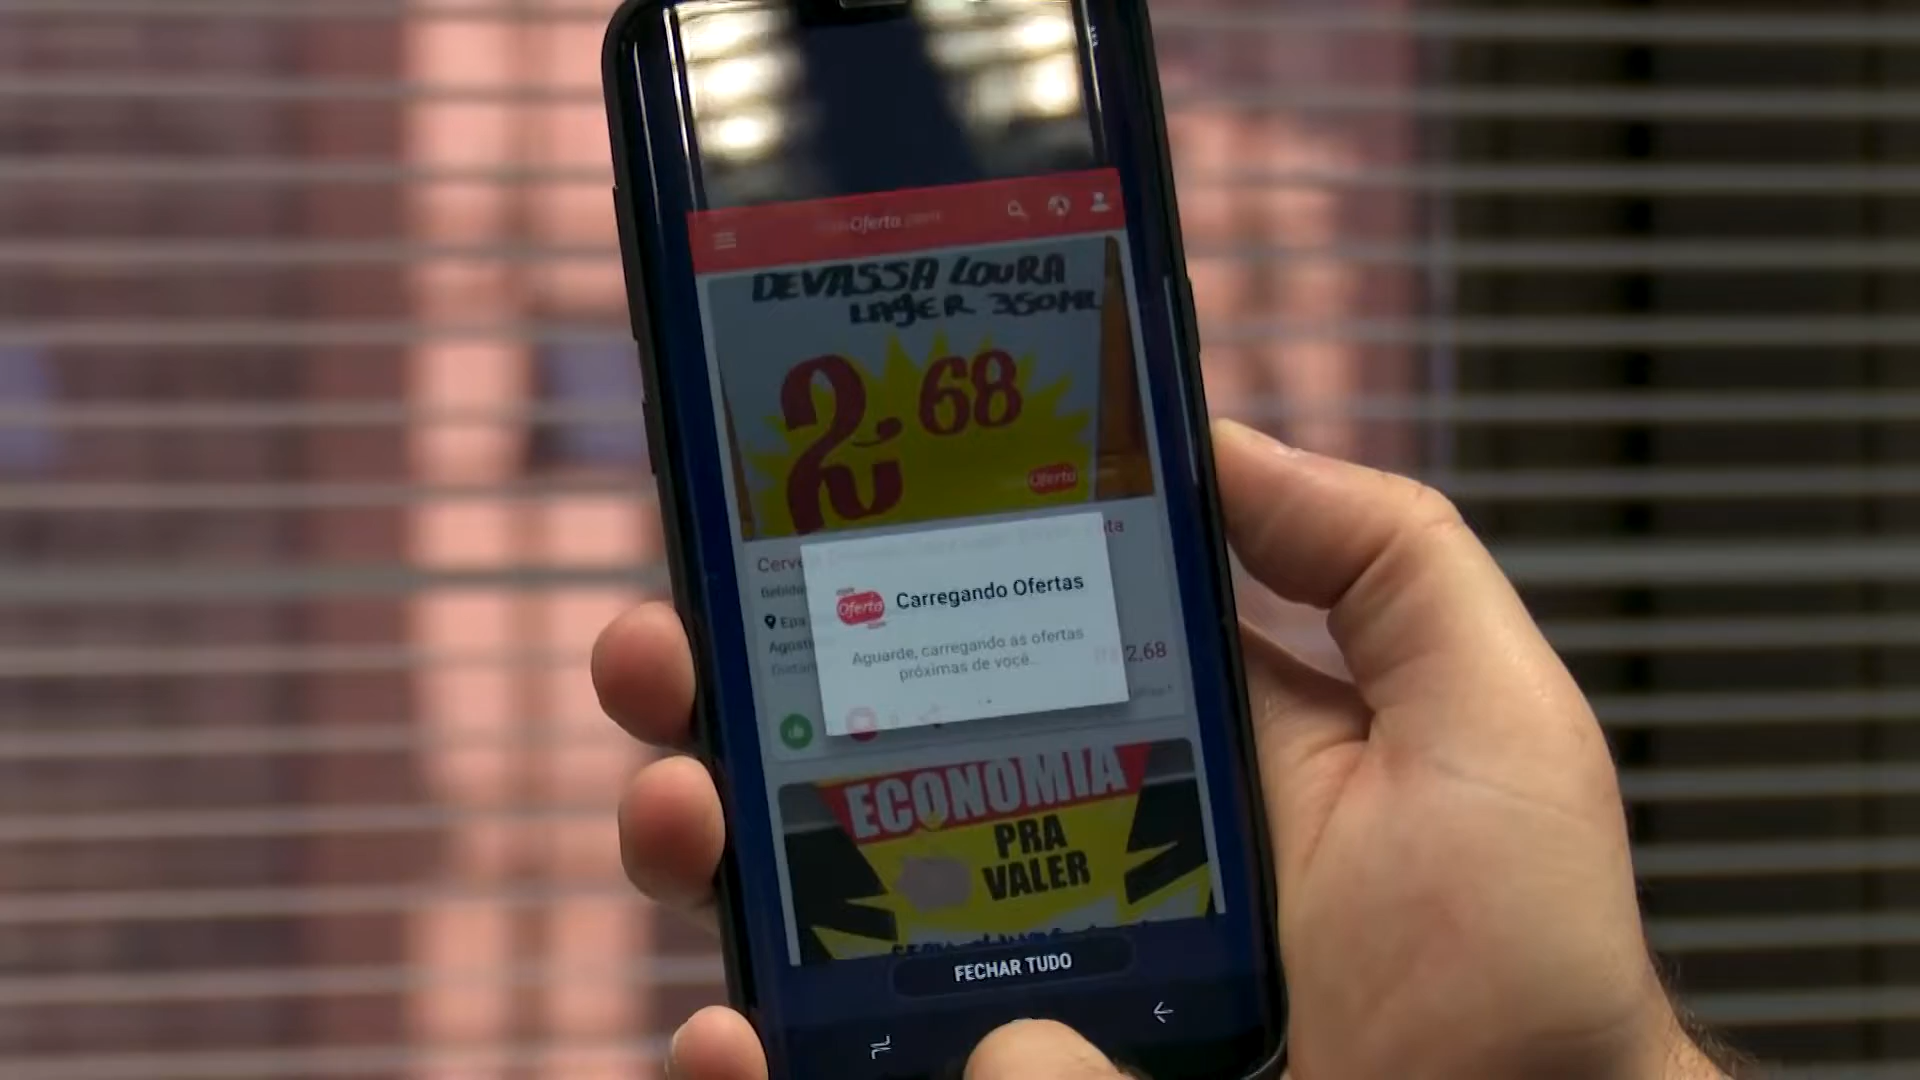 Oferta
DEVASSA LOURA
LAGER 350ML
2,68
Oferta
Oferta
Carregando Ofertas
Aguarde, carregando as ofertas
próximas de você...
Epa
2,68
ECONOMIA
PRA
VALER
FECHAR TUDO